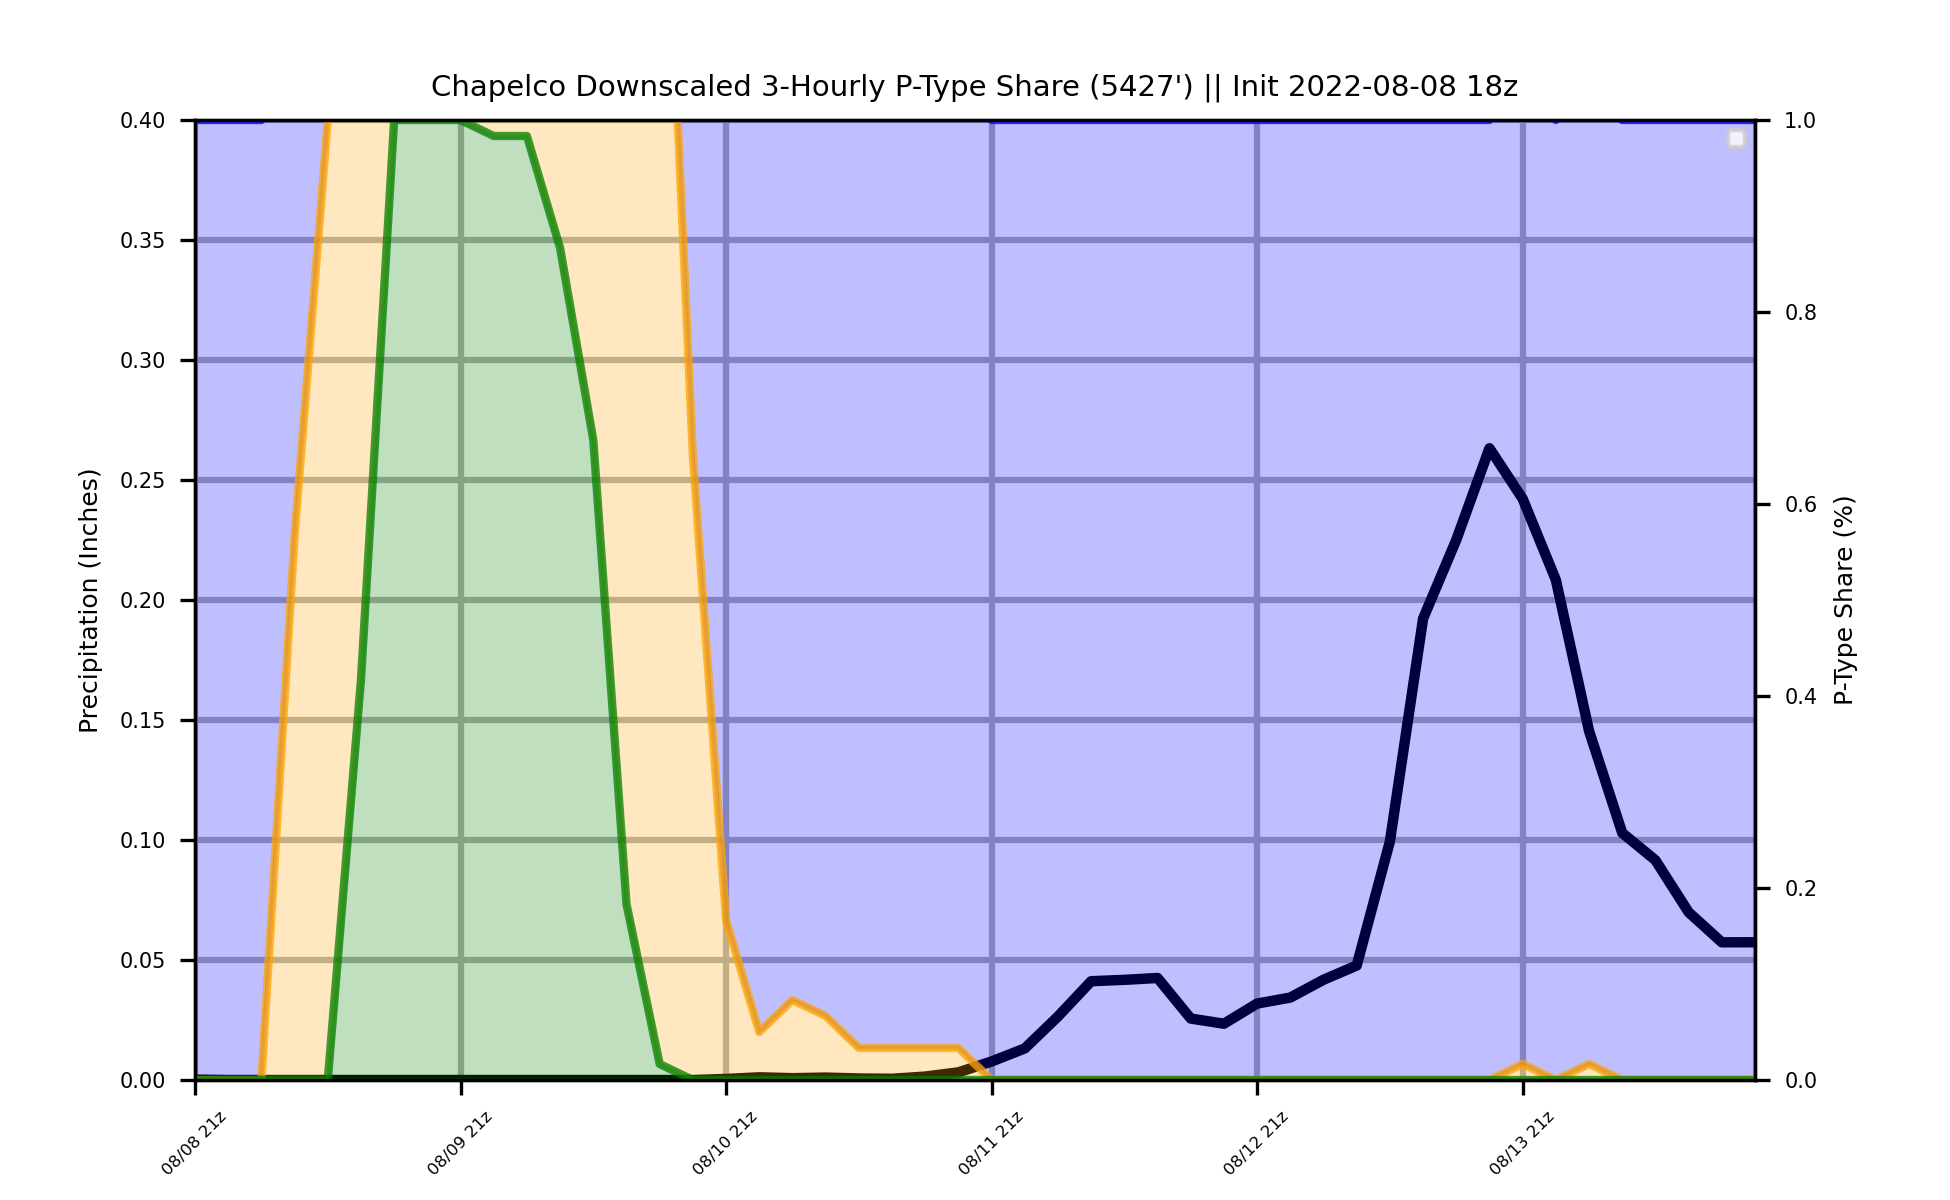 Chapelco Downscaled 3-Hourly P-Type Share (5427') || Init 2022-08-08 18z
Precipitation (Inches)
0.40
0.35
0.30
0.25
0.20
0.15
0.10
0.05
0.00
1.0
0.8
0.6
0.4
0.2
0.0
P-Type Share (%)
08/08 21z
08/09 21z
08/10 21z
08/11 21z
08/12 21z
08/13 21z